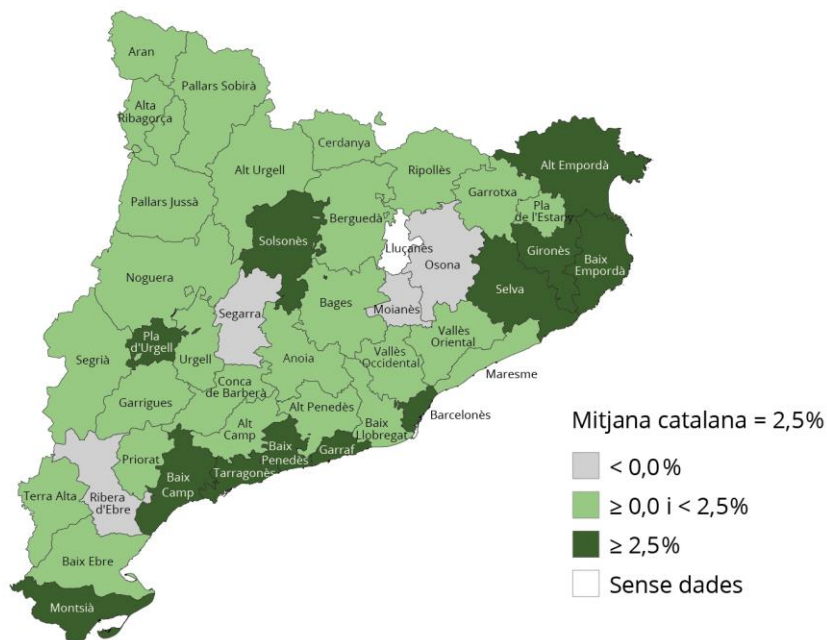 Aran
Pallars Sobirà
Alta
Ribagorça
Cerdanya
Alt Urgell
Ripollès
Alt Empordà
Garrotxa
Pallars Jussà
Pla
de l'Estany
Berguedà
Solsonès
Lluçanès
Gironès
Osona
Baix
Empordà
Noguera
Selva
Bages
Moianès
Segarra
Vallès
Oriental
Pla
d'Urgell
Segrià
Urgell
Anoia
Vallès
Occidental
Maresme
Conca
de Barberà
Garrigues
Alt Penedès
Barcelonès
Alt
Camp
Baix
Llobregat
Baix
Penedès
Garraf
Priorat
Tarragonès
Baix
Camp
Terra Alta
Ribera
d'Ebre
Baix Ebre
Montsià
Mitjana catalana = 2,5%
< 0,0%
≥ 0,0 i < 2,5%
≥ 2,5%
Sense dades